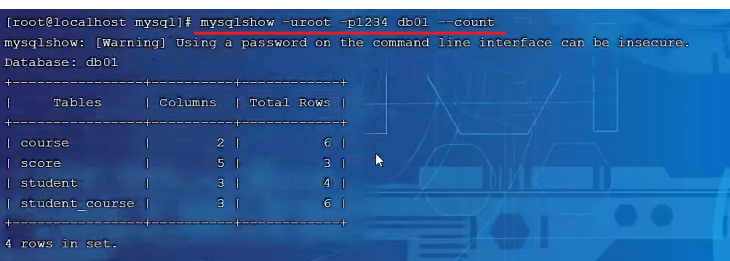 [root@localhost mysql]# mysqlshow -uroot -p1234 db01 --count
mysqlshow: [Warning] Using a password on the command line interface can be insecure.
Database: db01
+----------------+----------+------------+
|     Tables     | Columns  | Total Rows |
+----------------+----------+------------+
| course         |        2 |          6 |
| score          |        5 |          3 |
| student        |        3 |          4 |
| student_course |        3 |          6 |
+----------------+----------+------------+
4 rows in set.